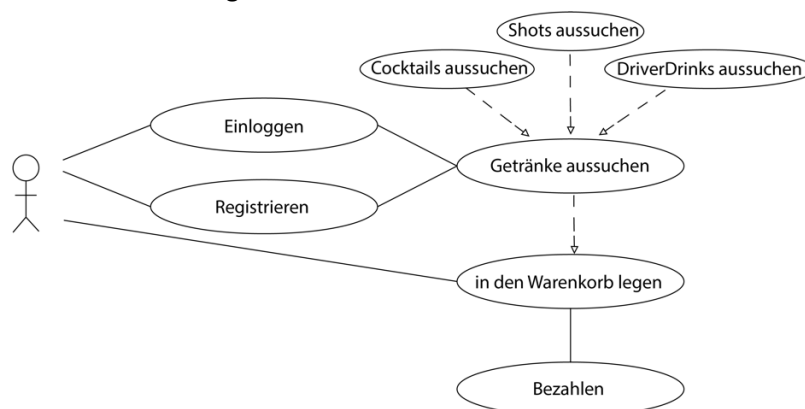 Shots aussuchen
Cocktails aussuchen
DriverDrinks aussuchen
Einloggen
Getränke aussuchen
Registrieren
in den Warenkorb legen
Bezahlen